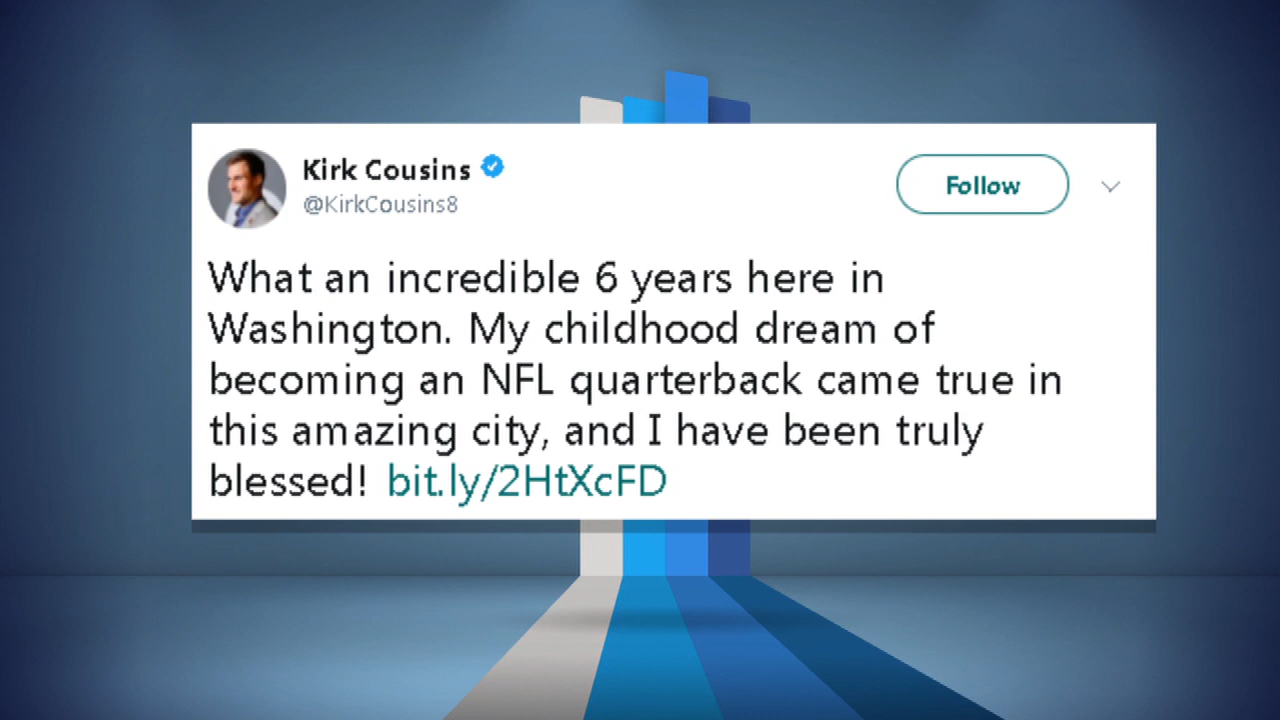 Kirk Cousins
@KirkCousins8
Follow
What an incredible 6 years here in
Washington. My childhood dream of
becoming an NFL quarterback came true in
this amazing city, and I have been truly
blessed! bit.ly/2HtXcFD